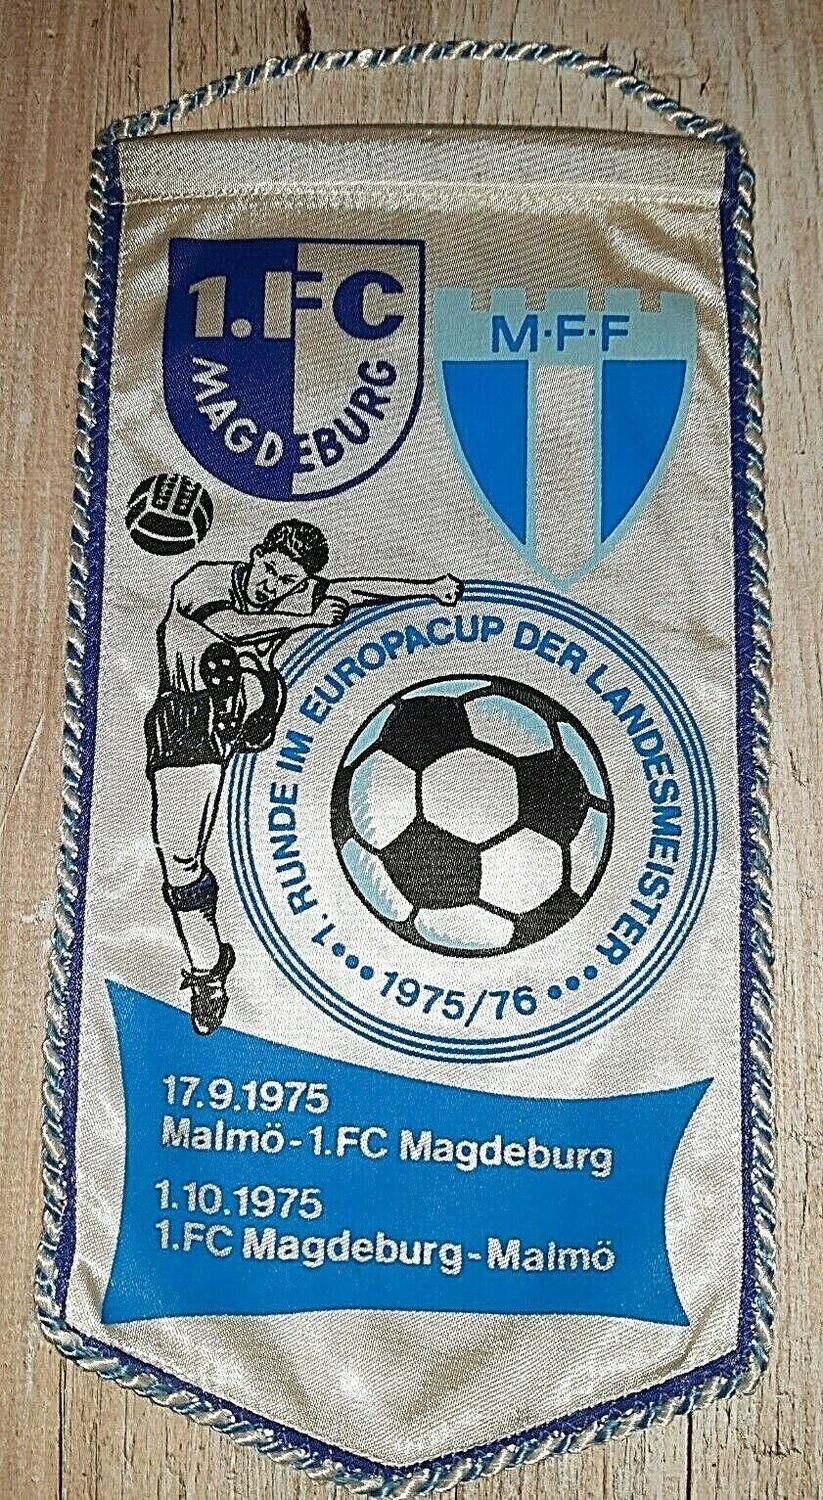 1.FC
MAGDEBURG
M·F·F
1. RUNDE IM EUROPACUP DER LANDESMEISTER
1975/76
17.9.1975
Malmö-1.FC Magdeburg
1.10.1975
1.FC Magdeburg-Malmö